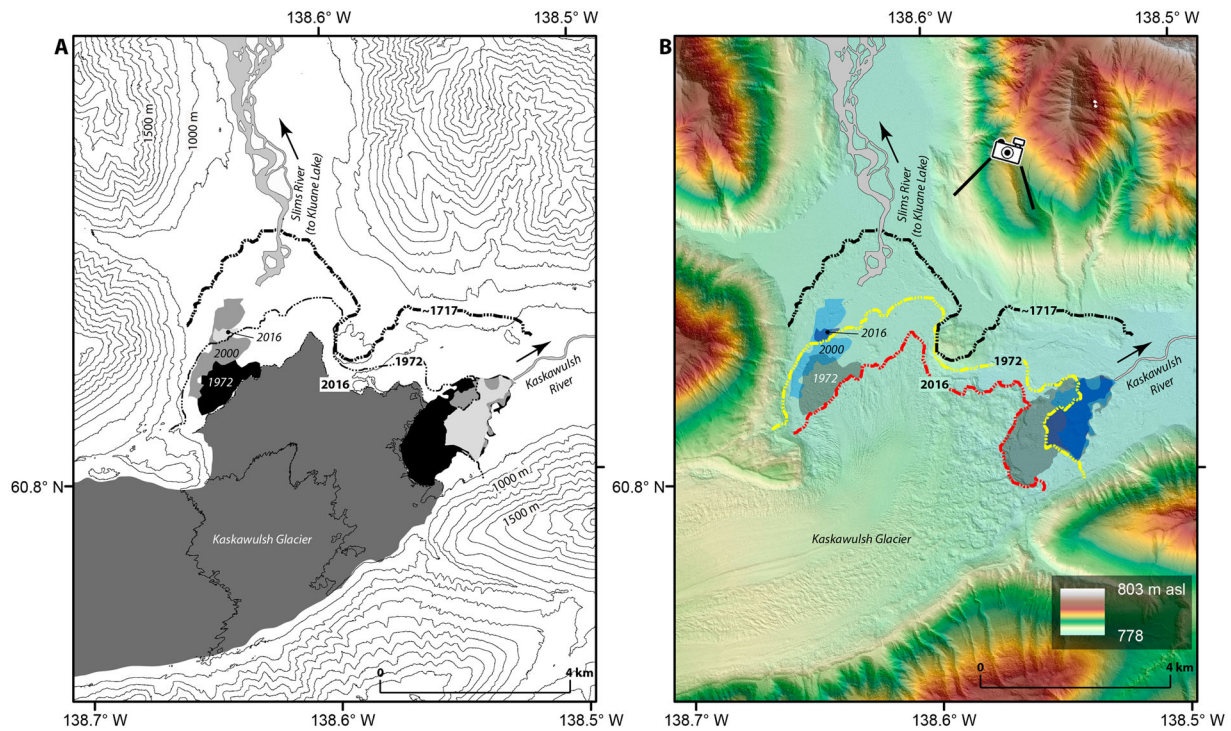 138.6° W
138.5° W
138.6° W
138.5° W
A
B
1500 m
1000 m
Slims River
(to Kluane Lake)
Slims River
(to Kluane Lake)
1717
1717
2016
2016
2000
2000
1972
1972
1972
1972
2016
2016
Kaskawulsh
River
Kaskawulsh
River
1000 m
1500 m
60.8° N
60.8° N
Kaskawulsh Glacier
Kaskawulsh Glacier
803 m asl
778
0
4 km
0
4 km
138.7° W
138.6° W
138.5° W
138.7° W
138.6° W
138.5° W